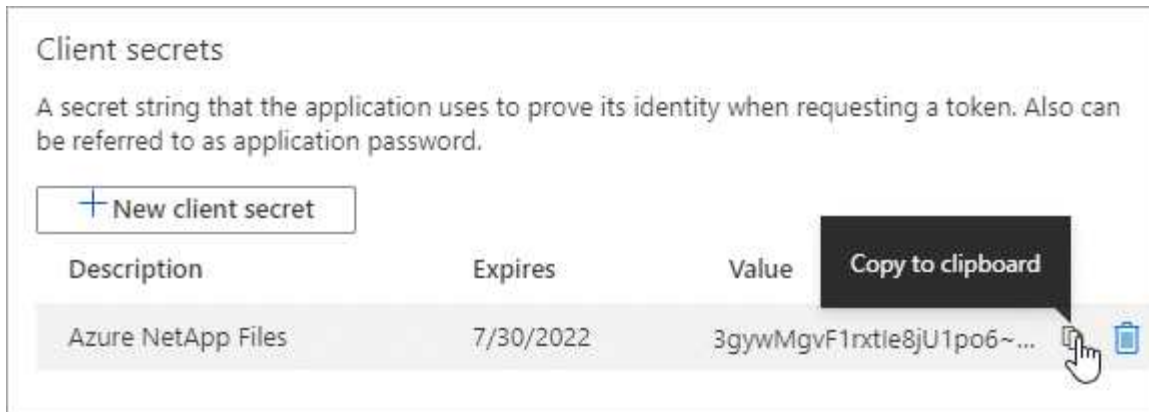 Client secrets
A secret string that the application uses to prove its identity when requesting a token. Also can
be referred to as application password.
+ New client secret
Description Expires Value Copy to clipboard
Azure NetApp Files 7/30/2022 3gywMgvF1rxtIe8jU1po6~...